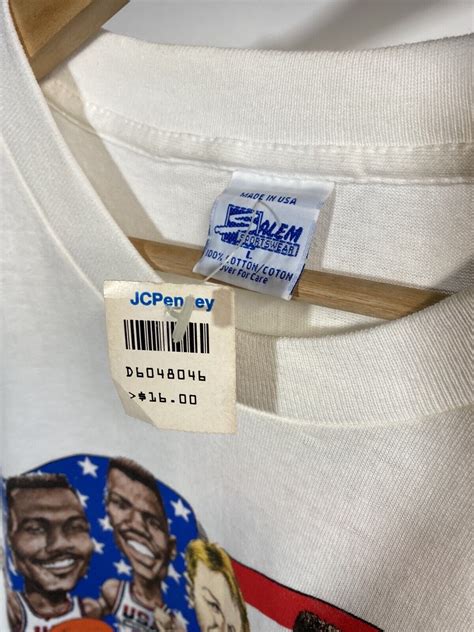 MADE IN USA
SALEM
SPORTSWEAR
L
100% COTTON/COTON
Over For Care
JCPenney
D6048046
>$16.00
USA